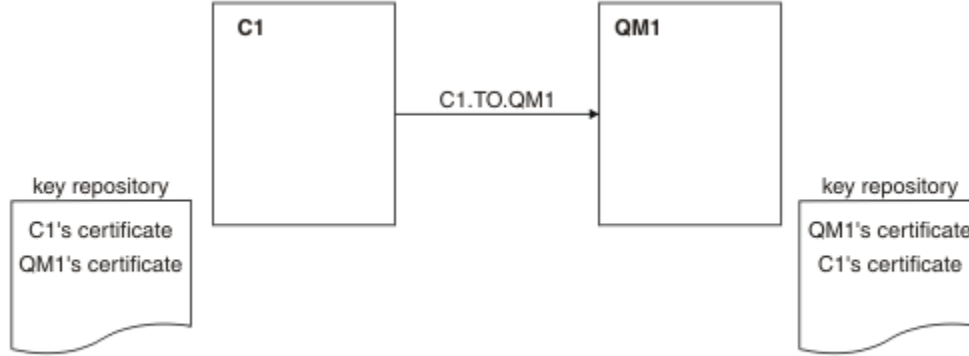 C1
QM1
C1.TO.QM1
key repository
C1's certificate
QM1's certificate
key repository
QM1's certificate
C1's certificate